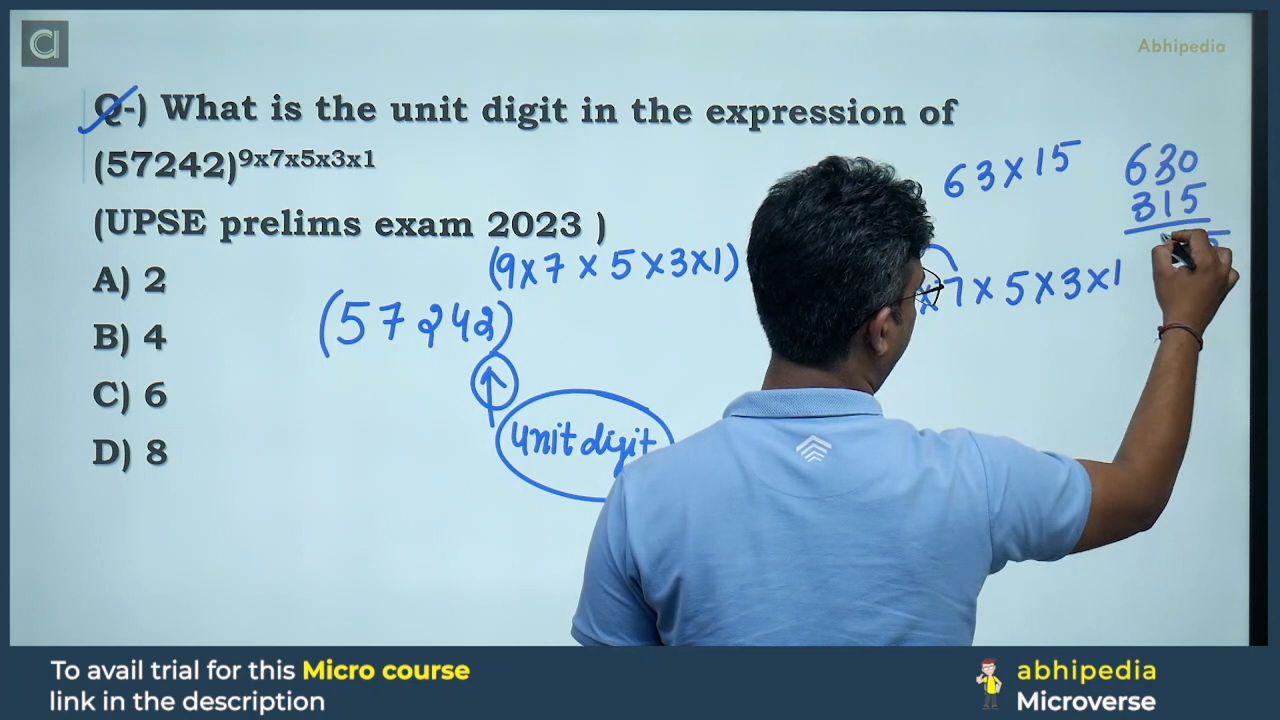 Abhipedia
Q-) What is the unit digit in the expression of
(57242)9x7x5x3x1
(UPSE prelims exam 2023 )
A) 2
B) 4
C) 6
D) 8
(9x7x5x3x1)
(57242)
unit digit
63x15
x7x5x3x1
630
315
5
To avail trial for this Micro course
link in the description
abhipedia
Microverse